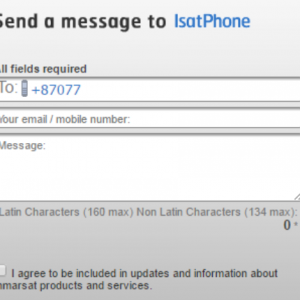 Send a message to IsatPhone
All fields required
To: +87077
Your email / mobile number:
Message:
Latin Characters (160 max) Non Latin Characters (134 max):
0 *
I agree to be included in updates and information about
nmarsat products and services.